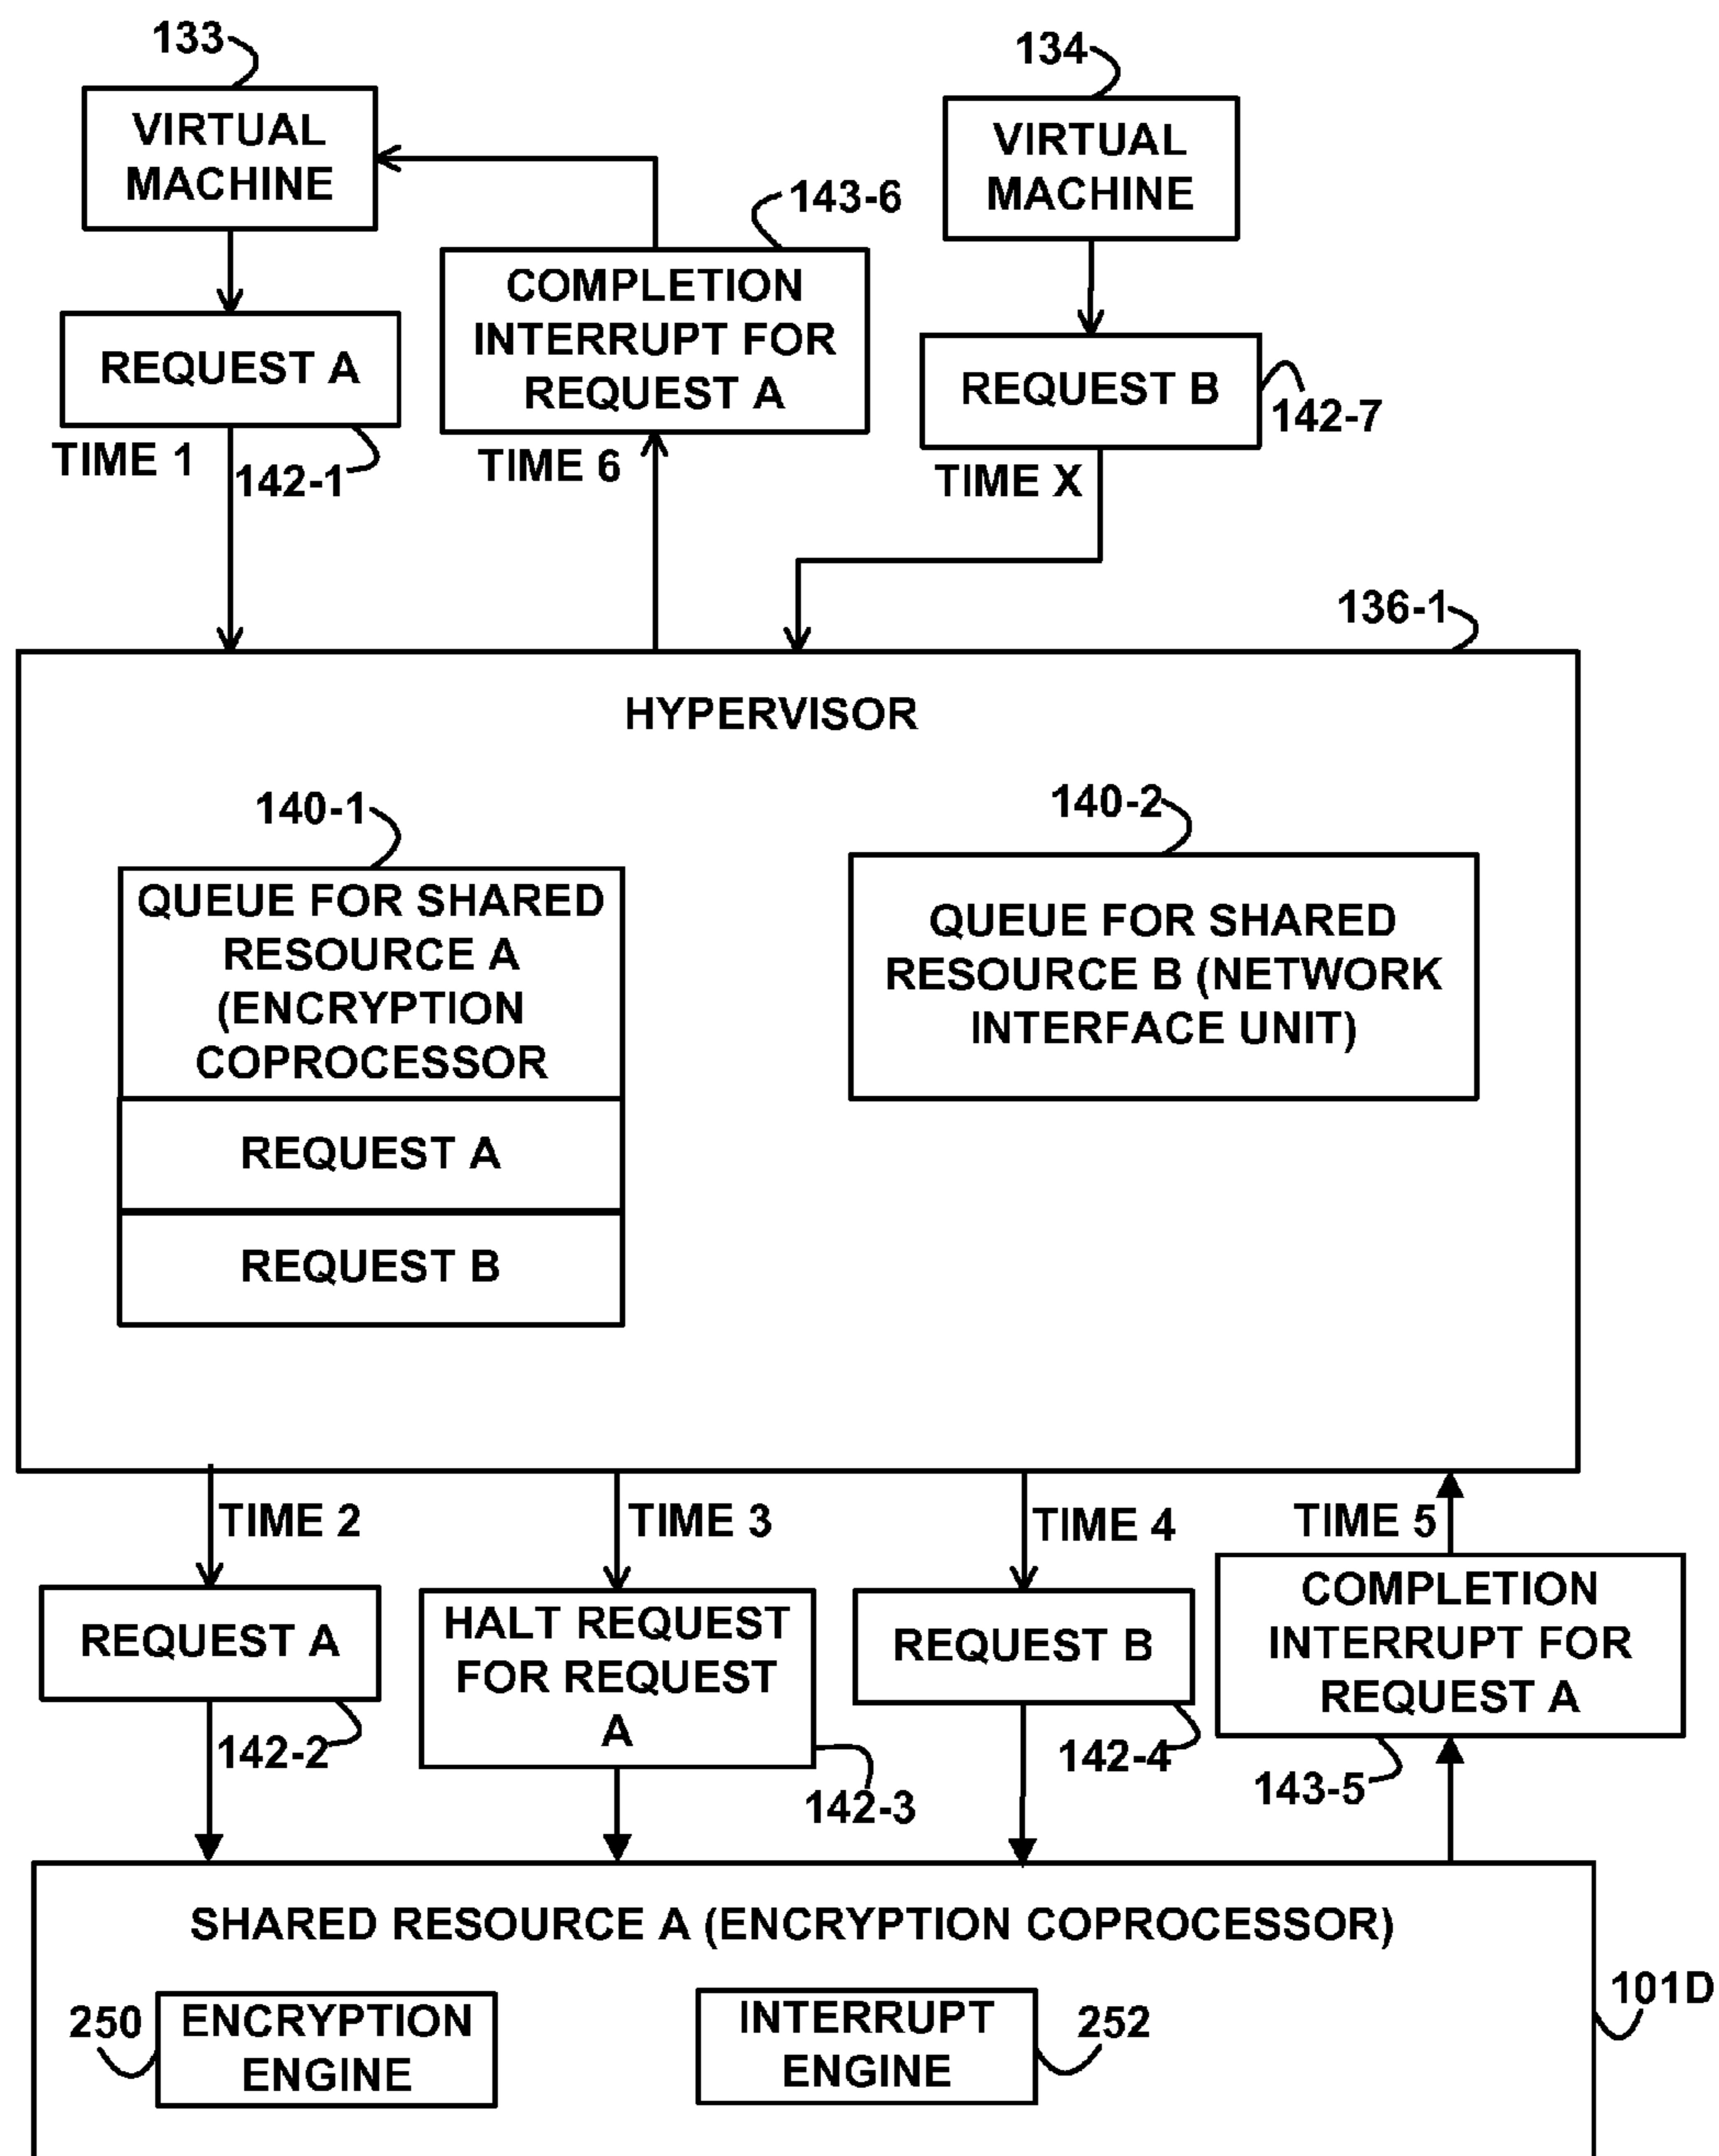 133
134
VIRTUAL
MACHINE
VIRTUAL
MACHINE
143-6
COMPLETION
INTERRUPT FOR
REQUEST A
REQUEST A
REQUEST B
142-7
TIME 1
142-1
TIME 6
TIME X
136-1
HYPERVISOR
140-1
140-2
QUEUE FOR SHARED
RESOURCE A
(ENCRYPTION
COPROCESSOR
REQUEST A
REQUEST B
QUEUE FOR SHARED
RESOURCE B (NETWORK
INTERFACE UNIT)
TIME 2
TIME 3
TIME 4
TIME 5
REQUEST A
142-2
HALT REQUEST
FOR REQUEST
A
142-3
REQUEST B
142-4
COMPLETION
INTERRUPT FOR
REQUEST A
143-5
SHARED RESOURCE A (ENCRYPTION COPROCESSOR)
101D
250
ENCRYPTION
ENGINE
INTERRUPT
ENGINE
252